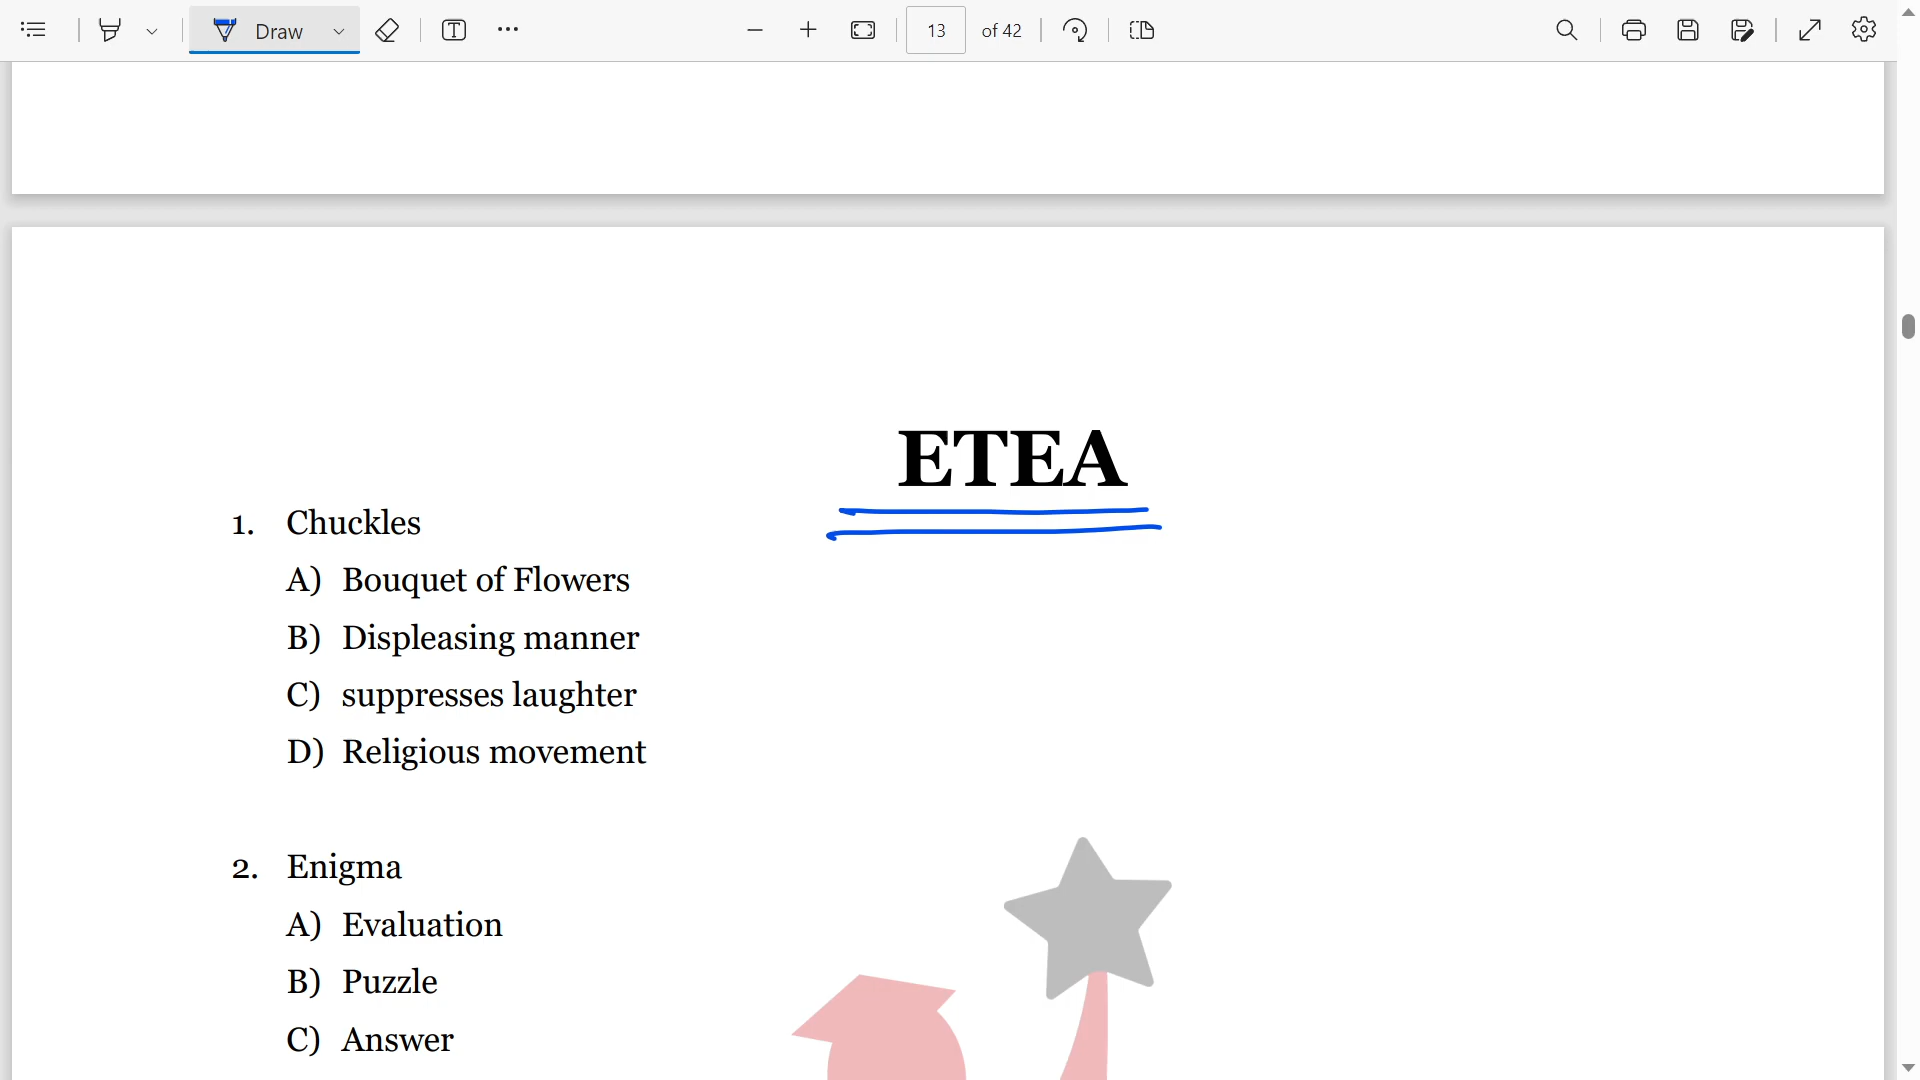 Draw
13 of 42
ETEA
1. Chuckles
A) Bouquet of Flowers
B) Displeasing manner
C) suppresses laughter
D) Religious movement
2. Enigma
A) Evaluation
B) Puzzle
C) Answer